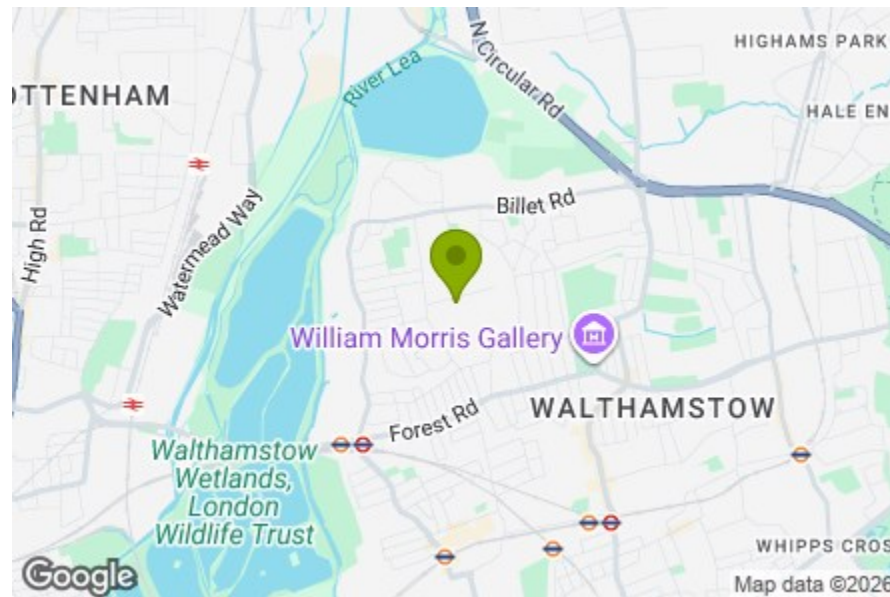 HIGHAMS PARK
OTTENHAM
River Lea
N Circular Rd
HALE EN
Billet Rd
High Rd
Watermead Way
William Morris Gallery
Forest Rd
WALTHAMSTOW
Walthamstow
Wetlands,
London
Wildlife Trust
WHIPPS CROS
Google
Map data ©2026